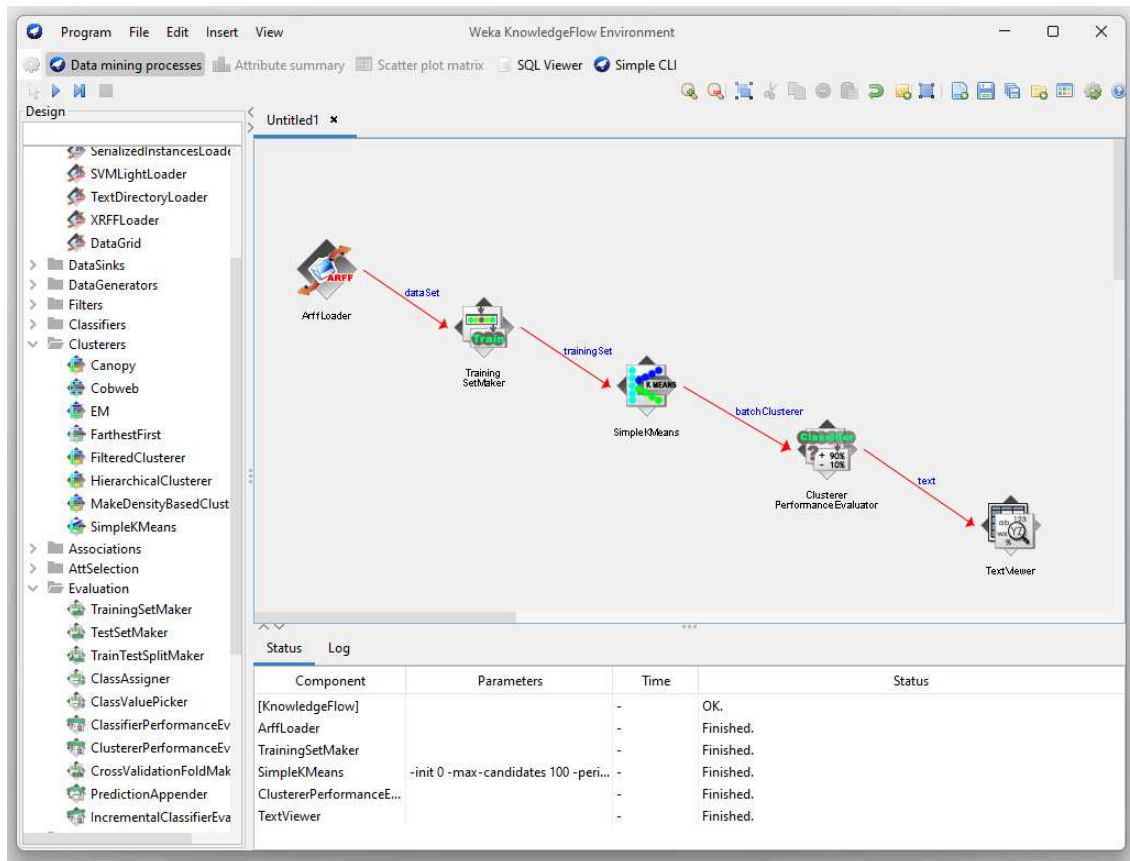 Program File Edit Insert View Weka KnowledgeFlow Environment
Data mining processes Attribute summary Scatter plot matrix SQL Viewer Simple CLI
Design
Untitled1
SerializedInstancesLoade
SVMLightLoader
TextDirectoryLoader
XRFFLoader
DataGrid
DataSinks
DataGenerators
Filters
Classifiers
Clusterers
Canopy
Cobweb
EM
FarthestFirst
FilteredClusterer
HierarchicalClusterer
MakeDensityBasedClust
SimpleKMeans
Associations
AttSelection
Evaluation
TrainingSetMaker
TestSetMaker
TrainTestSplitMaker
ClassAssigner
ClassValuePicker
ClassifierPerformanceEv
ClustererPerformanceEv
CrossValidationFoldMak
PredictionAppender
IncrementalClassifierEva
ARFF
ArffLoader
dataSet
Train
Training
SetMaker
trainingSet
K MEANS
SimpleKMeans
batchClusterer
Classifier
? + 90%
- 10%
Clusterer
PerformanceEvaluator
text
ab 123
wx YZ
%
TextViewer
Status Log
Component Parameters Time Status
[KnowledgeFlow] - OK.
ArffLoader - Finished.
TrainingSetMaker - Finished.
SimpleKMeans -init 0 -max-candidates 100 -peri... - Finished.
ClustererPerformanceE... - Finished.
TextViewer - Finished.